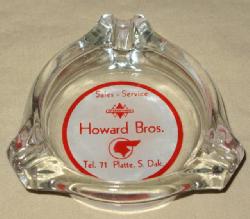 Sales - Service
Howard Bros.
Tel. 71 Platte, S. Dak.